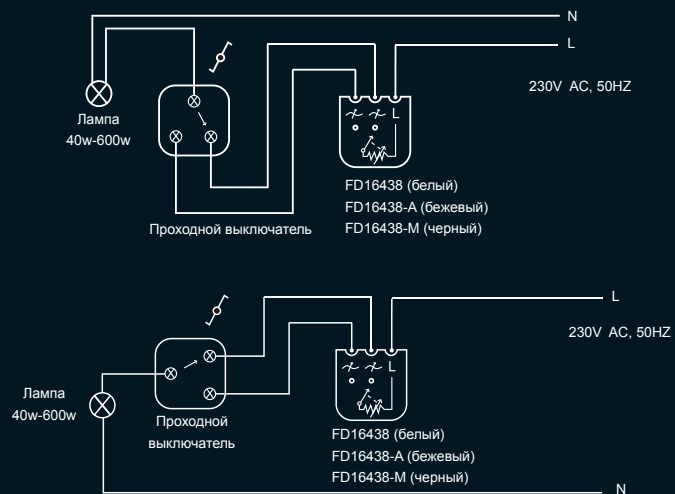 N
L
230V AC, 50HZ
Лампа
40w-600w
L
FD16438 (белый)
FD16438-A (бежевый)
FD16438-M (черный)
Проходной выключатель
L
230V AC, 50HZ
L
Лампа
40w-600w
Проходной
выключатель
FD16438 (белый)
FD16438-A (бежевый)
FD16438-M (черный)
N